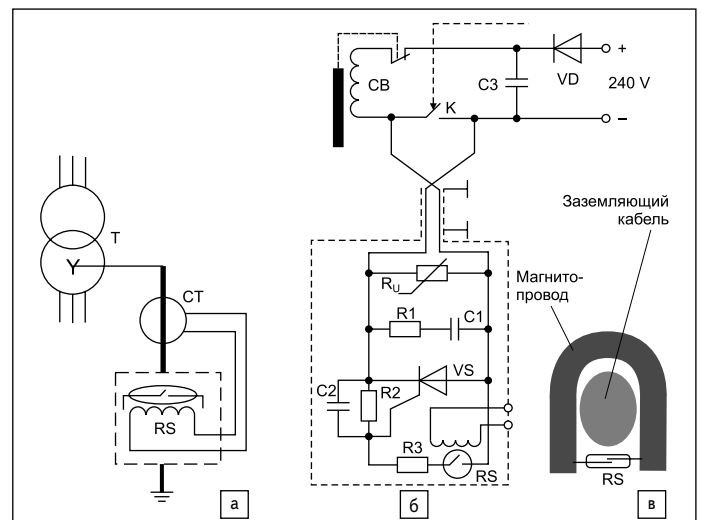 CB
K
C3
VD
+
240 V
–
T
Y
CT
RS
а
R
U
R1
C1
C2
R2
VS
R3
RS
б
Заземляющий
кабель
Магнито-
провод
RS
в